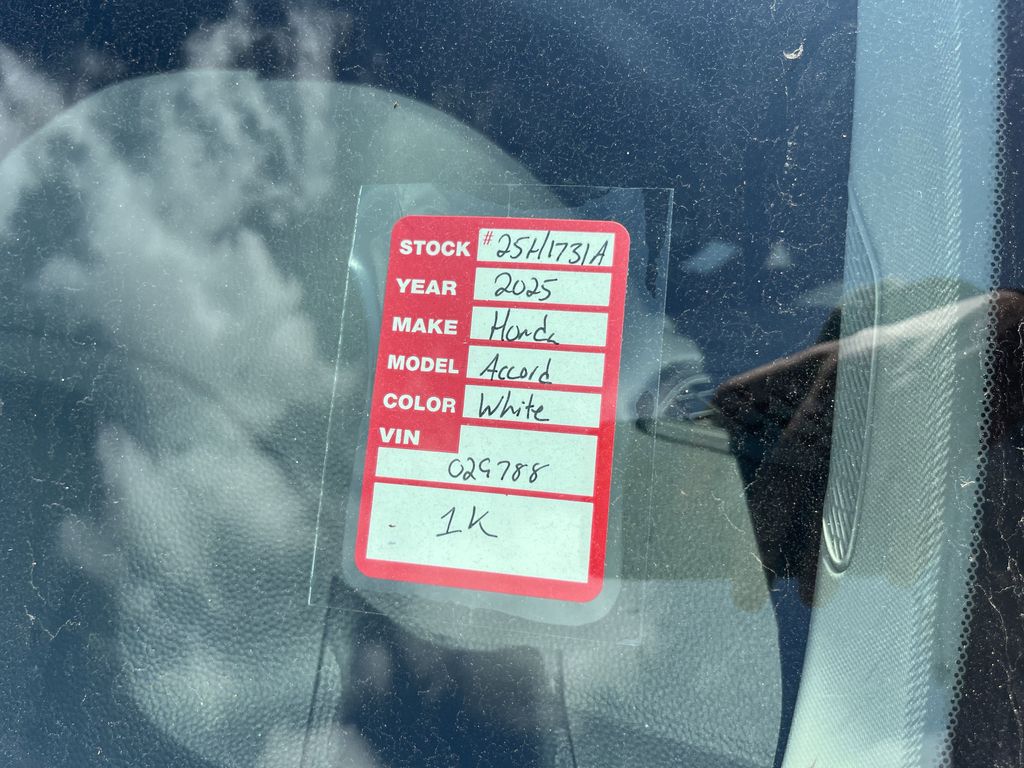 STOCK #25H1731A
YEAR 2025
MAKE Honda
MODEL Accord
COLOR White
VIN
029788
1K